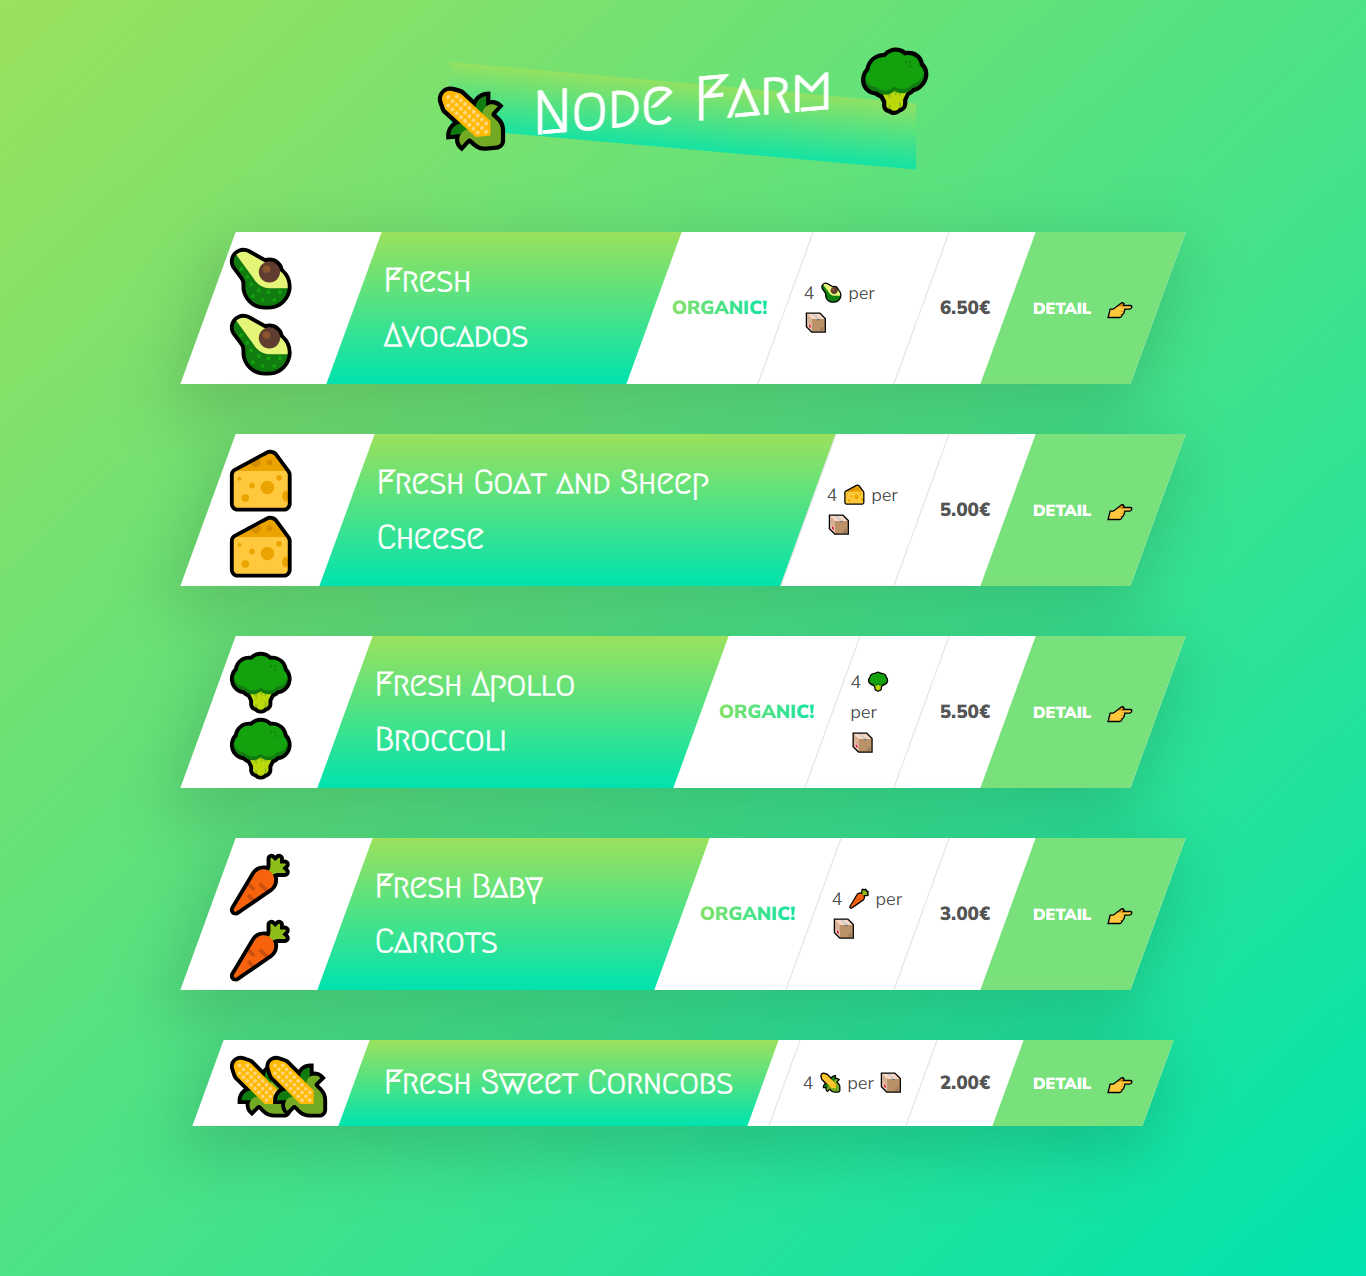 Node Farm
Fresh
Avocados
ORGANIC!
4 🥑 per
📦
6.50€
DETAIL 👉
Fresh Goat and Sheep
Cheese
4 🧀 per
📦
5.00€
DETAIL 👉
Fresh Apollo
Broccoli
ORGANIC!
4 🥦
per
📦
5.50€
DETAIL 👉
Fresh Baby
Carrots
ORGANIC!
4 🥕 per
📦
3.00€
DETAIL 👉
Fresh Sweet Corncobs
4 🌽 per 📦
2.00€
DETAIL 👉